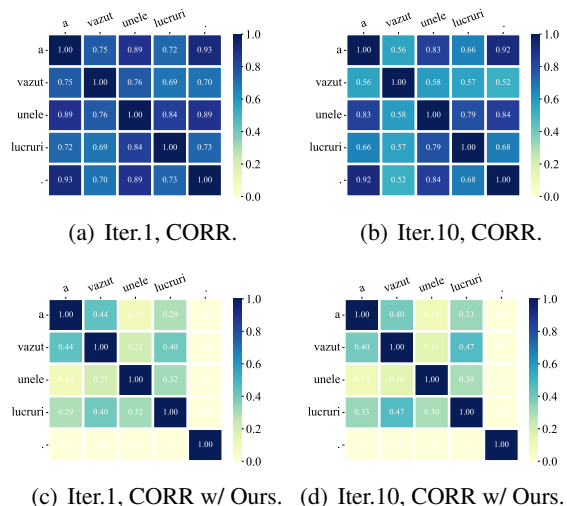 a vazut unele lucruri .
a 1.00 0.75 0.89 0.72 0.93 1.0
vazut 0.75 1.00 0.76 0.69 0.70 0.8
unele 0.89 0.76 1.00 0.84 0.89 0.6
lucruri 0.72 0.69 0.84 1.00 0.73 0.4
. 0.93 0.70 0.89 0.73 1.00 0.2
0.0
(a) Iter.1, CORR.
a vazut unele lucruri .
a 1.00 0.56 0.83 0.66 0.92 1.0
vazut 0.56 1.00 0.58 0.57 0.52 0.8
unele 0.83 0.58 1.00 0.79 0.84 0.6
lucruri 0.66 0.57 0.79 1.00 0.68 0.4
. 0.92 0.52 0.84 0.68 1.00 0.2
0.0
(b) Iter.10, CORR.
a vazut unele lucruri .
a 1.00 0.44 0.29 1.0
vazut 0.44 1.00 0.21 0.40 0.8
unele 0.21 1.00 0.32 0.6
lucruri 0.29 0.40 0.32 1.00 0.4
. 1.00 0.2
0.0
(c) Iter.1, CORR w/ Ours.
a vazut unele lucruri .
a 1.00 0.40 0.33 1.0
vazut 0.40 1.00 0.16 0.47 0.8
unele 0.16 1.00 0.30 0.6
lucruri 0.33 0.47 0.30 1.00 0.4
. 1.00 0.2
0.0
(d) Iter.10, CORR w/ Ours.